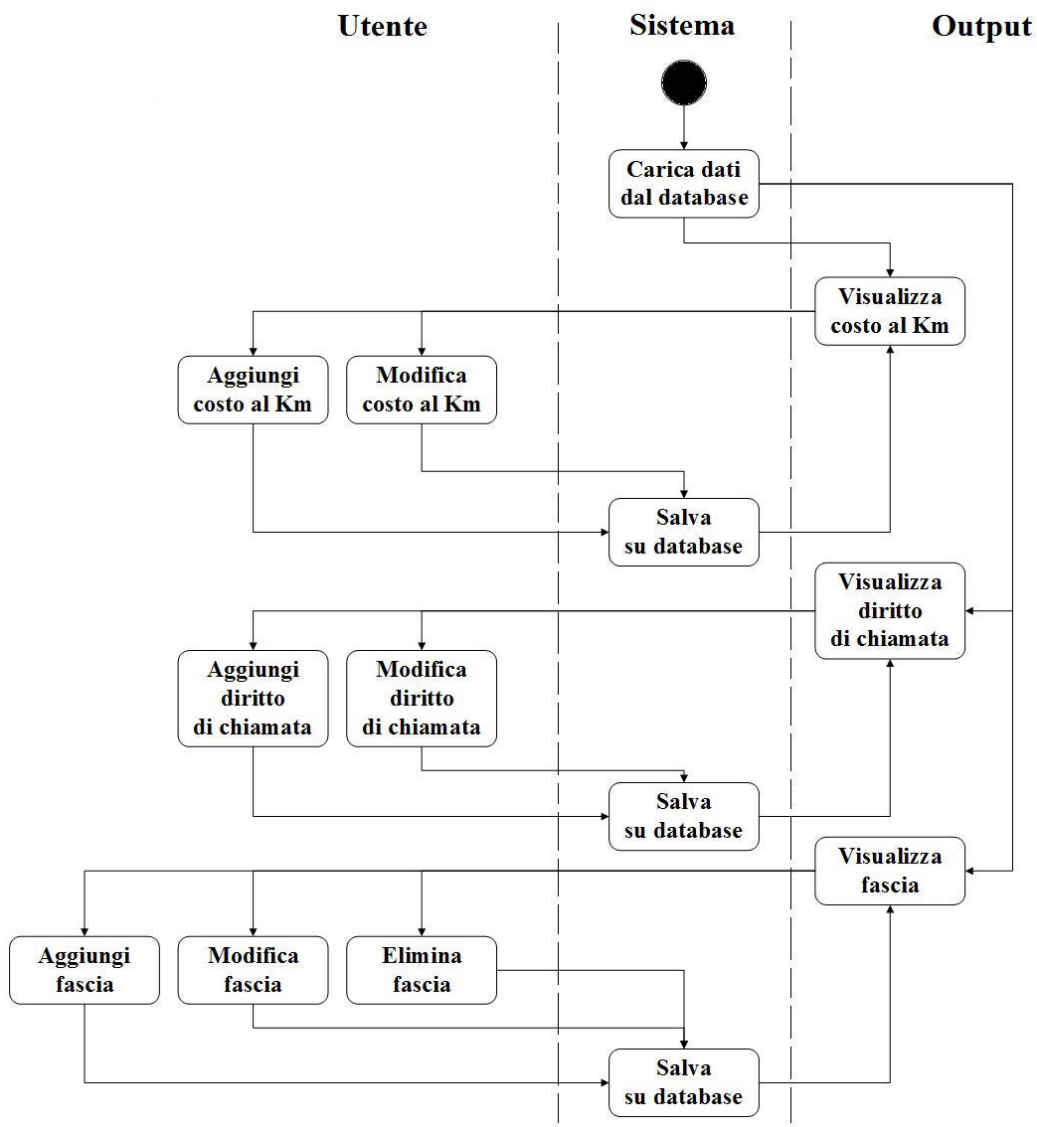 Utente
Sistema
Output
Carica dati
dal database
Visualizza
costo al Km
Aggiungi
costo al Km
Modifica
costo al Km
Salva
su database
Visualizza
diritto
di chiamata
Aggiungi
diritto
di chiamata
Modifica
diritto
di chiamata
Salva
su database
Visualizza
fascia
Aggiungi
fascia
Modifica
fascia
Elimina
fascia
Salva
su database